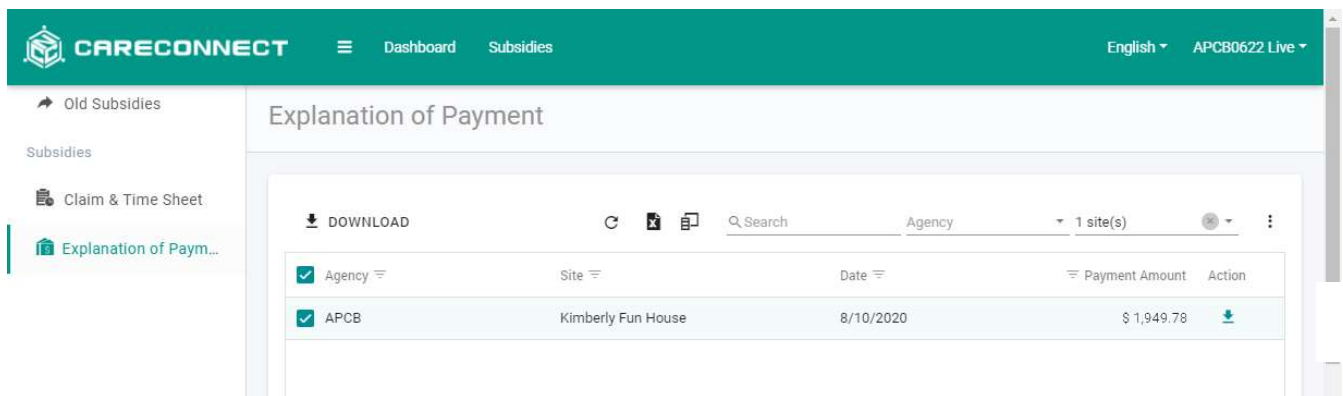 CARECONNECT Dashboard Subsidies English APCB0622 Live
Old Subsidies
Explanation of Payment
Subsidies
Claim & Time Sheet
Explanation of Paym...
DOWNLOAD Search Agency 1 site(s)
Agency Site Date Payment Amount Action
APCB Kimberly Fun House 8/10/2020 $ 1,949.78